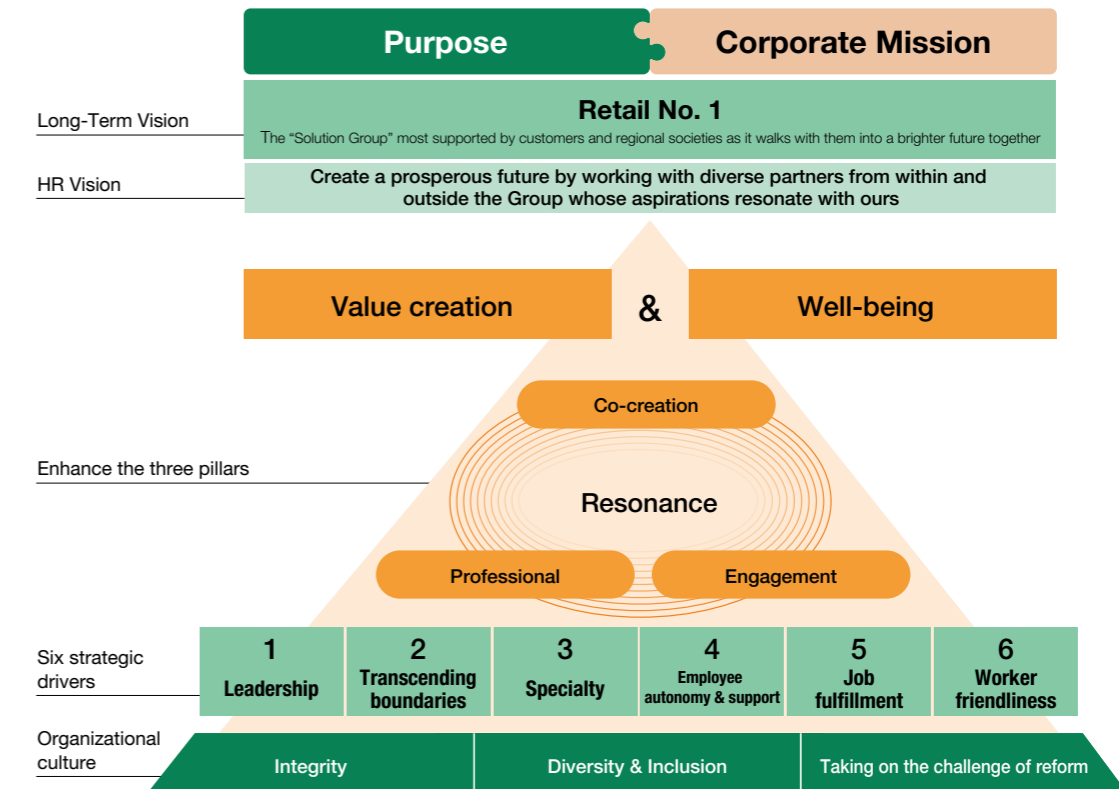 Purpose
Corporate Mission
Long-Term Vision
Retail No. 1
The “Solution Group” most supported by customers and regional societies as it walks with them into a brighter future together
HR Vision
Create a prosperous future by working with diverse partners from within and
outside the Group whose aspirations resonate with ours
Value creation
&
Well-being
Co-creation
Enhance the three pillars
Resonance
Professional
Engagement
Six strategic
drivers
1
Leadership
2
Transcending
boundaries
3
Specialty
4
Employee
autonomy & support
5
Job
fulfillment
6
Worker
friendliness
Organizational
culture
Integrity
Diversity & Inclusion
Taking on the challenge of reform